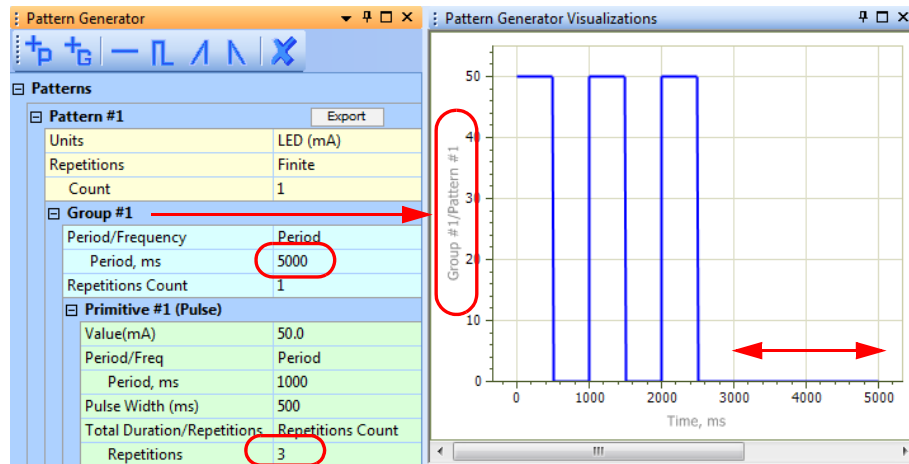 Pattern Generator
P G
Patterns
Pattern #1 Export
Units LED (mA)
Repetitions Finite
Count 1
Group #1
Period/Frequency Period
Period, ms 5000
Repetitions Count 1
Primitive #1 (Pulse)
Value(mA) 50.0
Period/Freq Period
Period, ms 1000
Pulse Width (ms) 500
Total Duration/Repetitions Repetitions Count
Repetitions 3
Pattern Generator Visualizations
Group #1/Pattern #1
50
40
30
20
10
0
0 1000 2000 3000 4000 5000
Time, ms